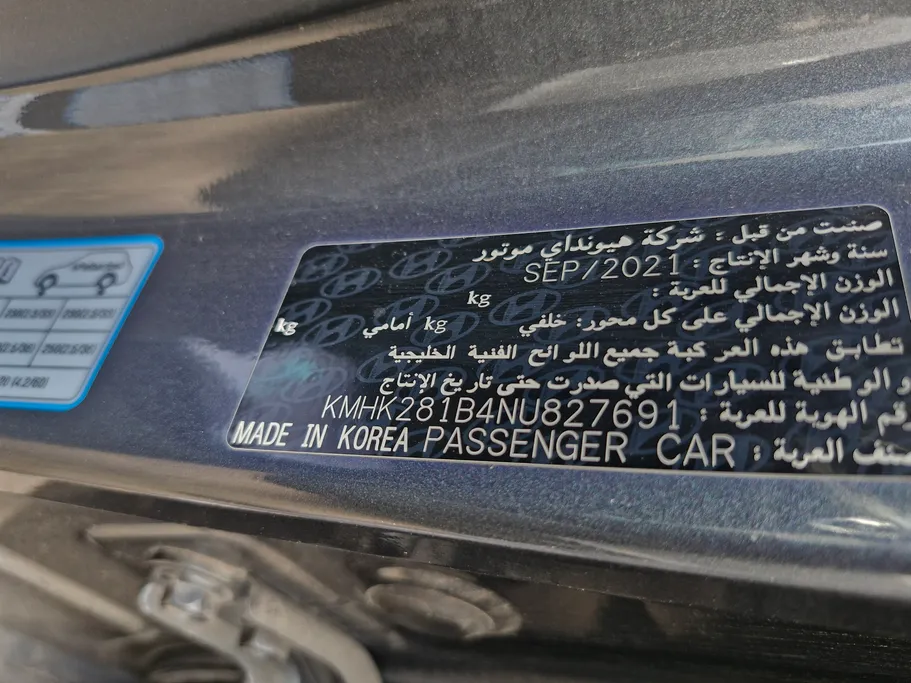 صنعت من قبل : شركة هيونداي موتور
سنة وشهر الإنتاج : SEP/2021
الوزن الإجمالي للعربة : kg
الوزن الإجمالي على كل محور: خلفي kg أمامي kg
تطابق هذه المركبة جميع اللوائح الفنية الخليجية
و الوطنية للسيارات التي صدرت حتى تاريخ الإنتاج
رقم الهوية للعربة : KMHK281B4NU827691
صنف العربة : PASSENGER CAR MADE IN KOREA